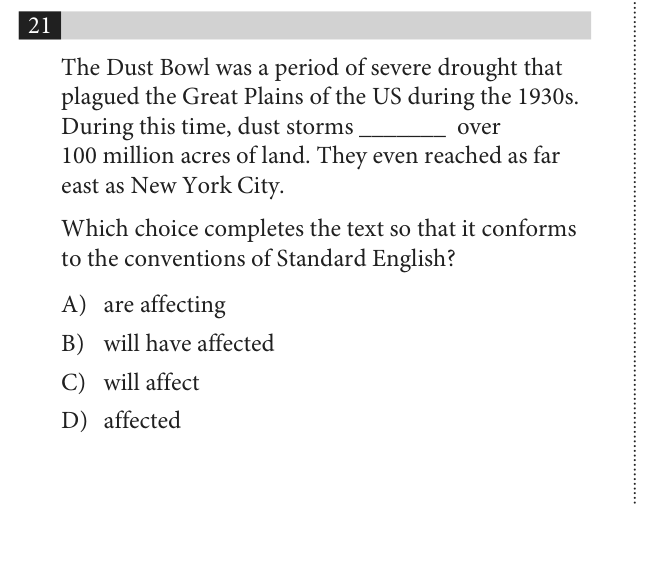 21
The Dust Bowl was a period of severe drought that
plagued the Great Plains of the US during the 1930s.
During this time, dust storms _______ over
100 million acres of land. They even reached as far
east as New York City.
Which choice completes the text so that it conforms
to the conventions of Standard English?
A) are affecting
B) will have affected
C) will affect
D) affected